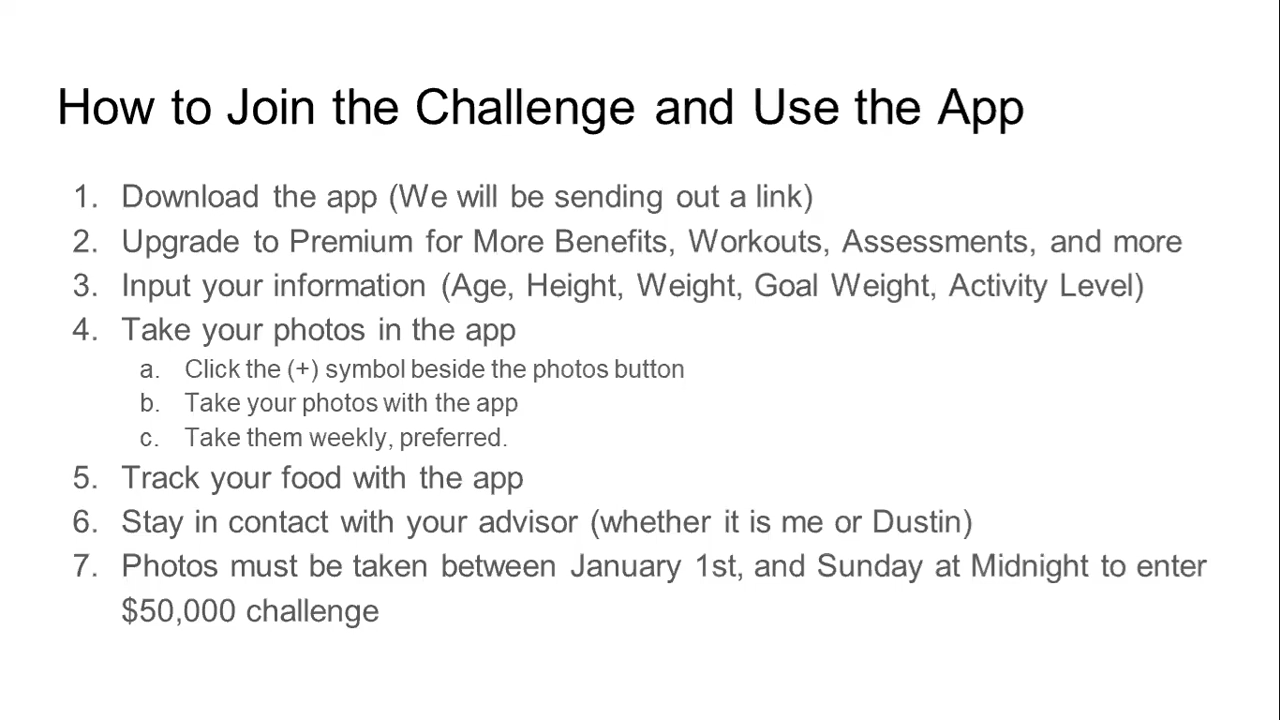 How to Join the Challenge and Use the App
1. Download the app (We will be sending out a link)
2. Upgrade to Premium for More Benefits, Workouts, Assessments, and more
3. Input your information (Age, Height, Weight, Goal Weight, Activity Level)
4. Take your photos in the app
a. Click the (+) symbol beside the photos button
b. Take your photos with the app
c. Take them weekly, preferred.
5. Track your food with the app
6. Stay in contact with your advisor (whether it is me or Dustin)
7. Photos must be taken between January 1st, and Sunday at Midnight to enter
$50,000 challenge